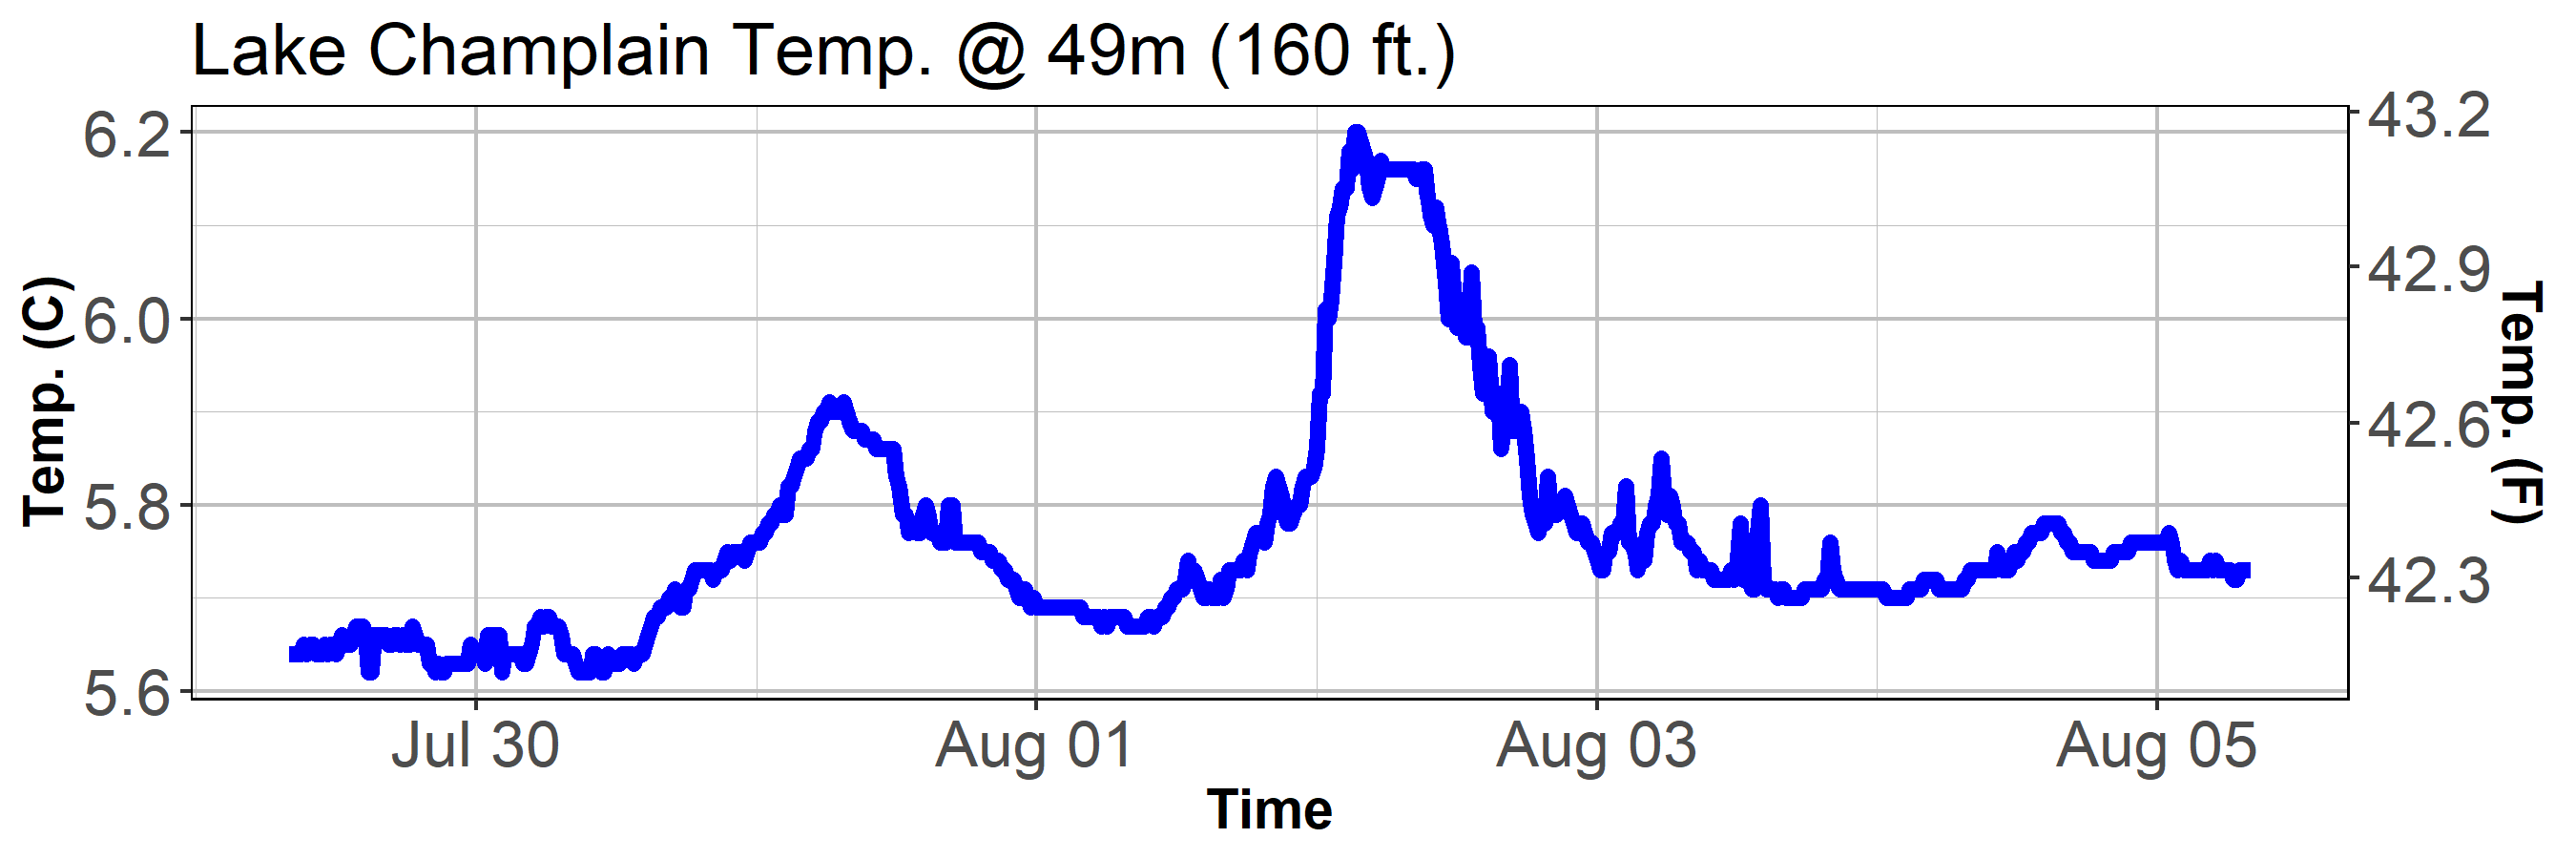 Lake Champlain Temp. @ 49m (160 ft.)
6.2
6.0
5.8
5.6
Temp. (C)
43.2
42.9
42.6
42.3
Temp. (F)
Jul 30
Aug 01
Aug 03
Aug 05
Time